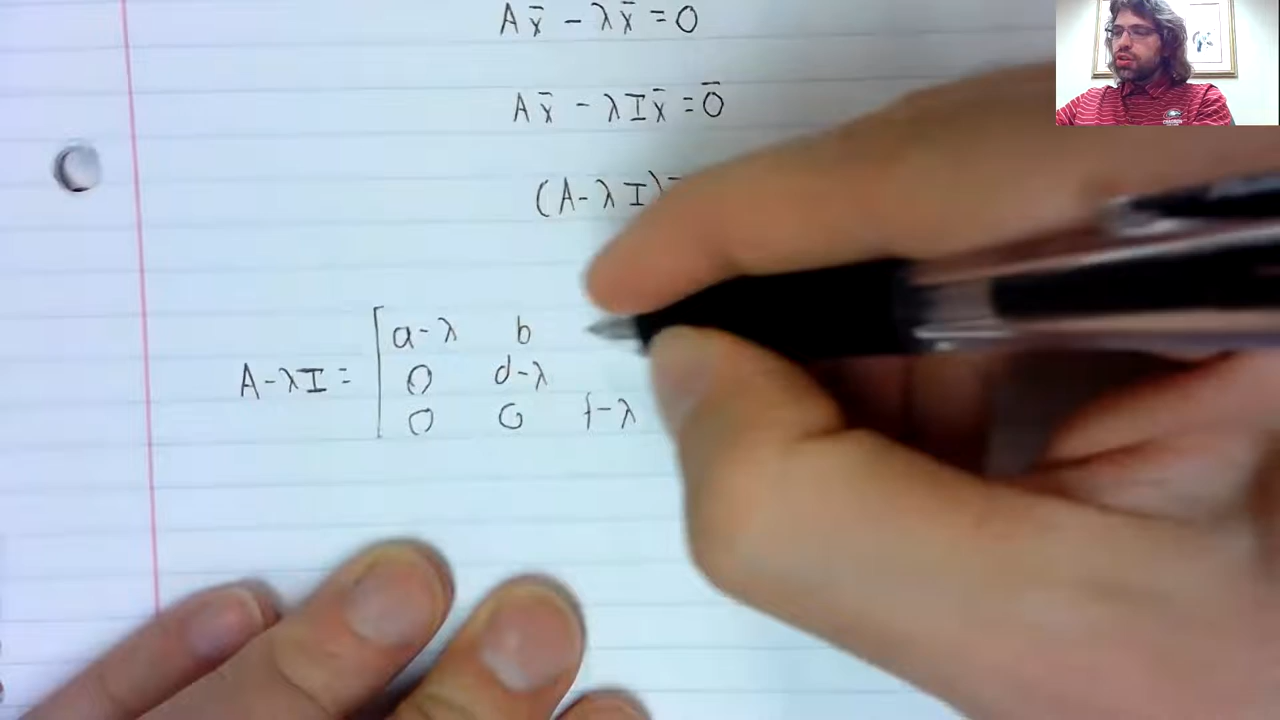 Ax̄ - λx̄ = 0
Ax̄ - λIx̄ = 0̄
(A-λI)
A-λI = [ a-λ b
0 d-λ
0 0 f-λ